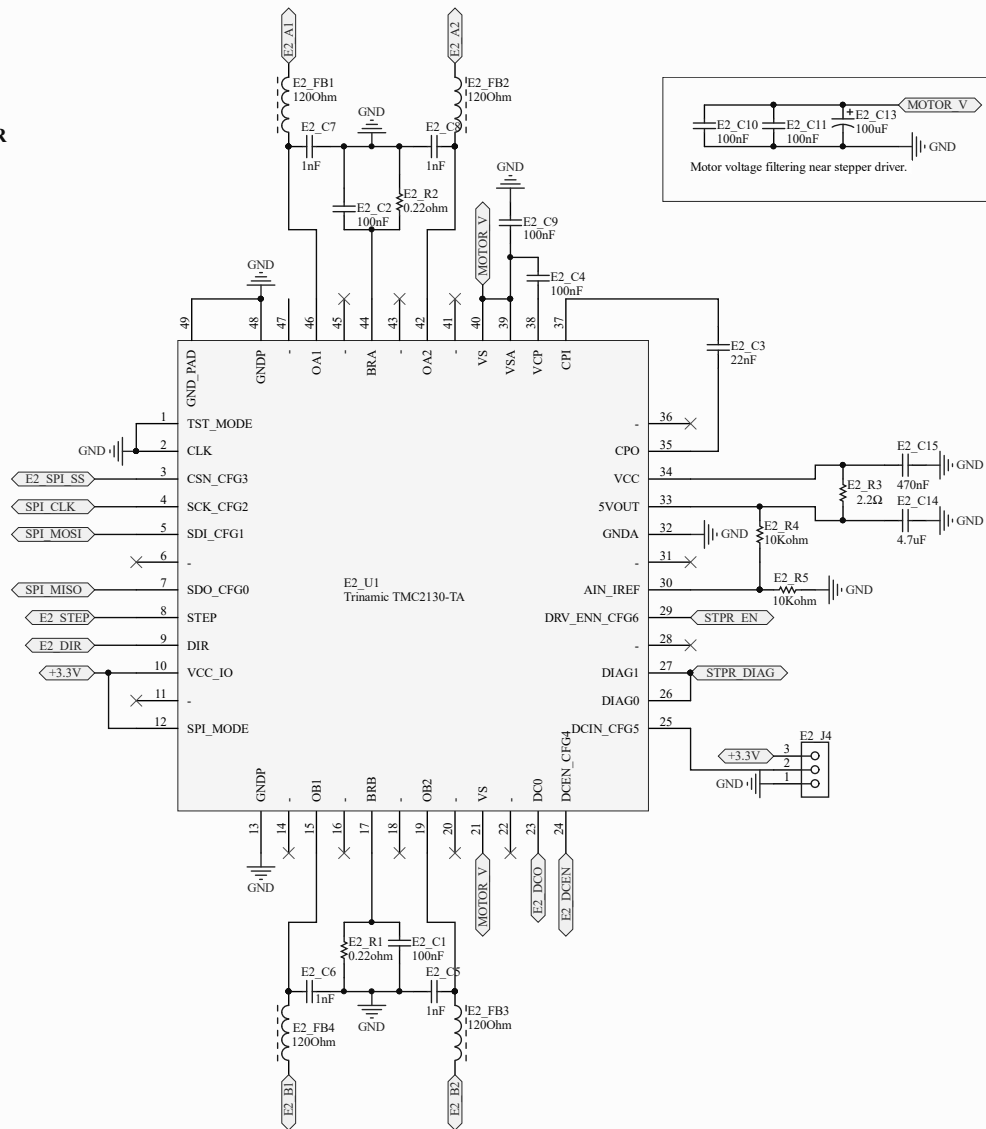 E2_A1
E2_A2
E2_FB1
120Ohm
E2_FB2
120Ohm
R
GND
E2_C7
1nF
E2_C8
1nF
E2_C2
100nF
E2_R2
0.22ohm
MOTOR_V
E2_C10
100nF
E2_C11
100nF
+
E2_C13
100uF
GND
Motor voltage filtering near stepper driver.
GND
E2_C9
100nF
MOTOR_V
E2_C4
100nF
GND
49
48
47
46
45
44
43
42
41
40
39
38
37
GND_PAD
GNDP
-
OA1
-
BRA
-
OA2
-
VS
VSA
VCP
CPI
E2_C3
22nF
1
TST_MODE
GND
2
CLK
E2_SPI_SS
3
CSN_CFG3
SPI_CLK
4
SCK_CFG2
SPI_MOSI
5
SDI_CFG1
6
-
SPI_MISO
7
SDO_CFG0
E2_STEP
8
STEP
E2_DIR
9
DIR
+3.3V
10
VCC_IO
11
-
12
SPI_MODE
E2_U1
Trinamic TMC2130-TA
-
36
CPO
35
VCC
34
5VOUT
33
GNDA
32
GND
-
31
AIN_IREF
30
DRV_ENN_CFG6
29
STPR_EN
-
28
DIAG1
27
STPR_DIAG
DIAG0
26
DCIN_CFG5
25
E2_C15
470nF
GND
E2_R3
2.2Ω
E2_C14
4.7uF
GND
E2_R4
10Kohm
E2_R5
10Kohm
GND
E2_J4
+3.3V
3
2
GND
1
GNDP
-
OB1
-
BRB
-
OB2
-
VS
-
DC0
DCEN_CFG4
13
14
15
16
17
18
19
20
21
22
23
24
GND
MOTOR_V
E2_DCO
E2_DCEN
E2_R1
0.22ohm
E2_C1
100nF
E2_C6
1nF
E2_C5
1nF
GND
E2_FB4
120Ohm
E2_FB3
120Ohm
E2_B1
E2_B2